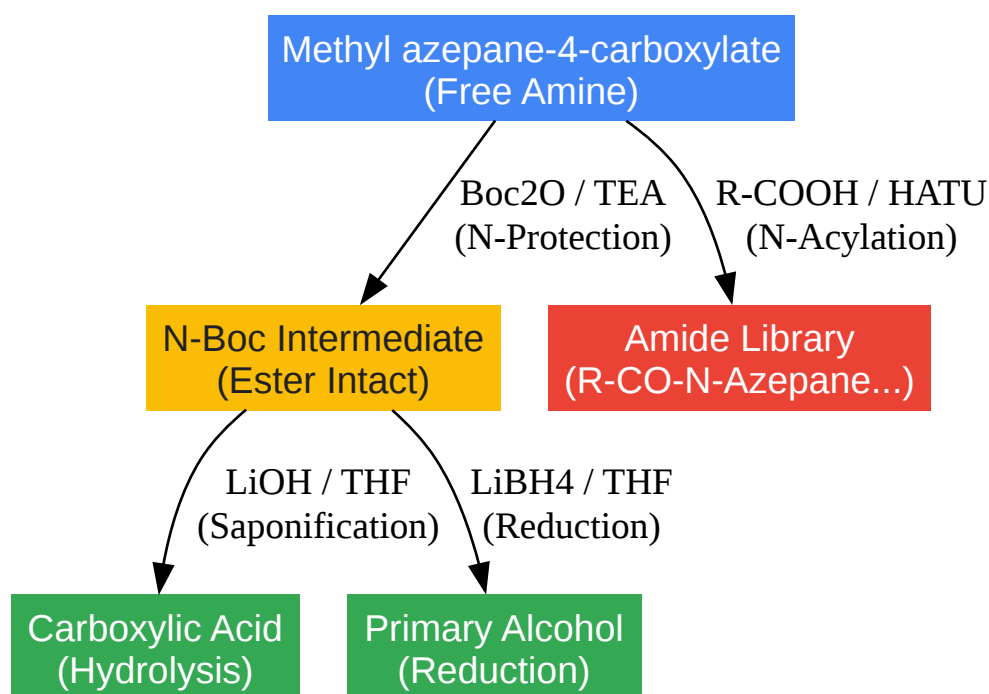 Methyl azepane-4-carboxylate
(Free Amine)
Boc2O / TEA
(N-Protection)
R-COOH / HATU
(N-Acylation)
N-Boc Intermediate
(Ester Intact)
Amide Library
(R-CO-N-Azepane...)
LiOH / THF
(Saponification)
LiBH4 / THF
(Reduction)
Carboxylic Acid
(Hydrolysis)
Primary Alcohol
(Reduction)